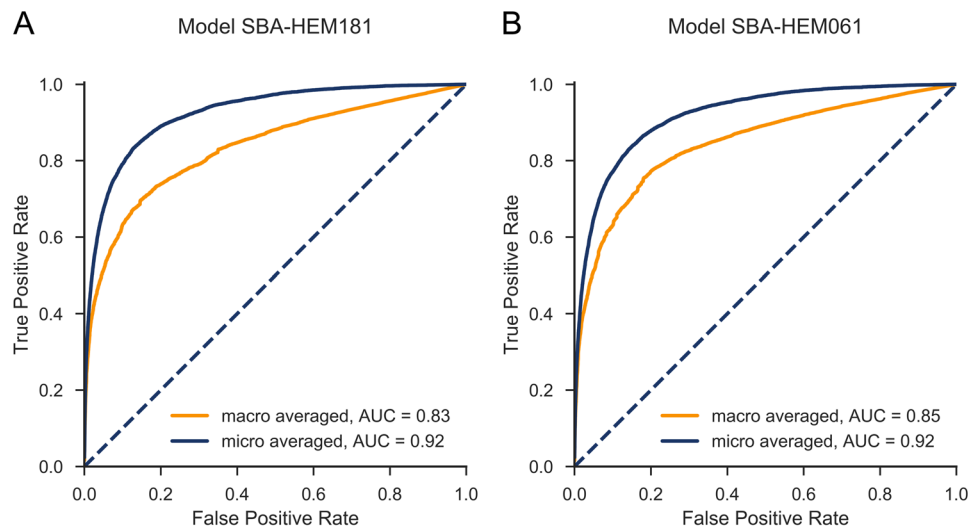 A
Model SBA-HEM181
1.0
0.8
0.6
0.4
0.2
0.0
True Positive Rate
macro averaged, AUC = 0.83
micro averaged, AUC = 0.92
0.0 0.2 0.4 0.6 0.8 1.0
False Positive Rate
B
Model SBA-HEM061
1.0
0.8
0.6
0.4
0.2
0.0
True Positive Rate
macro averaged, AUC = 0.85
micro averaged, AUC = 0.92
0.0 0.2 0.4 0.6 0.8 1.0
False Positive Rate